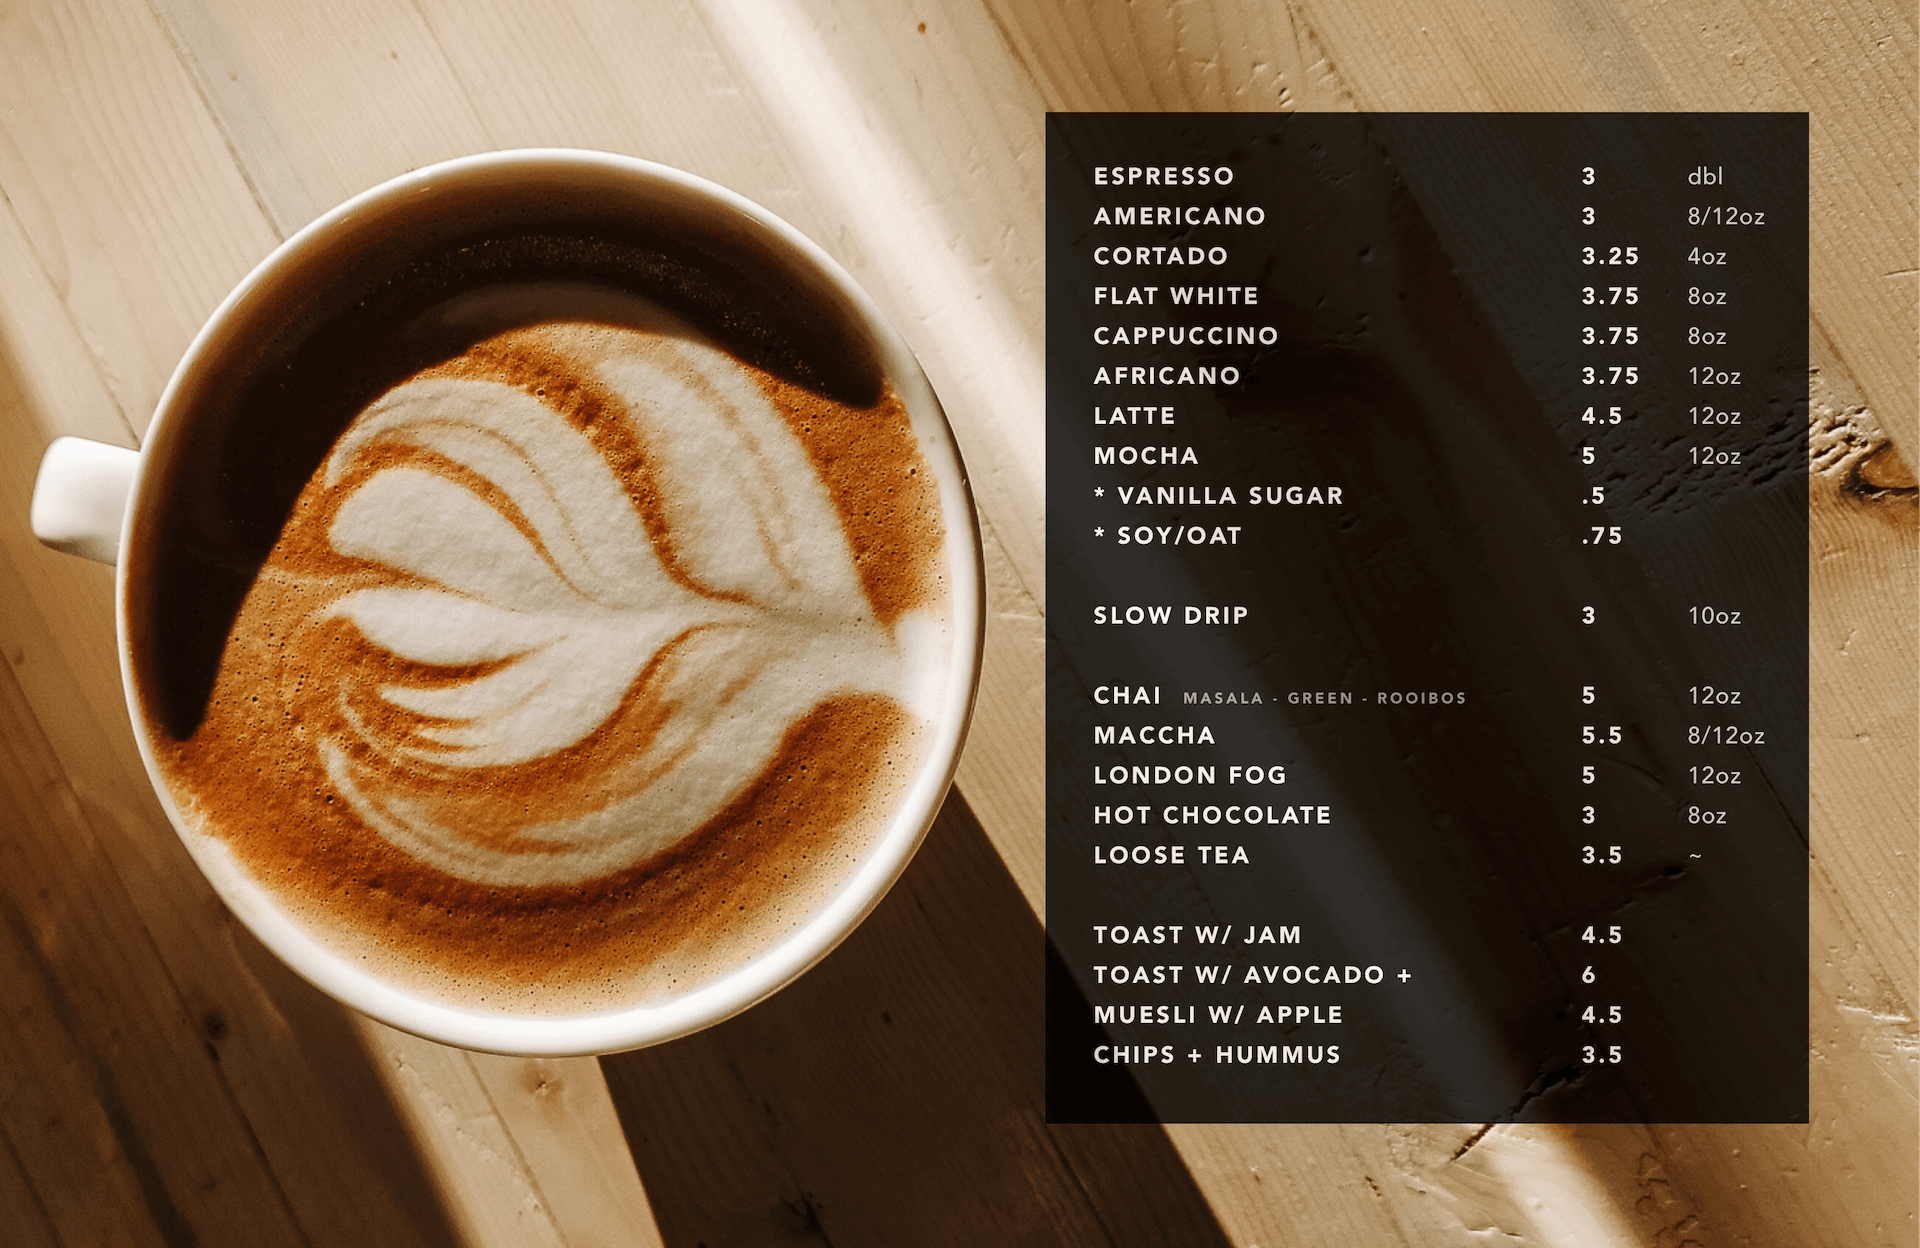 ESPRESSO 3 dbl
AMERICANO 3 8/12oz
CORTADO 3.25 4oz
FLAT WHITE 3.75 8oz
CAPPUCCINO 3.75 8oz
AFRICANO 3.75 12oz
LATTE 4.5 12oz
MOCHA 5 12oz
* VANILLA SUGAR .5
* SOY/OAT .75
SLOW DRIP 3 10oz
CHAI MASALA - GREEN - ROOIBOS 5 12oz
MACCHA 5.5 8/12oz
LONDON FOG 5 12oz
HOT CHOCOLATE 3 8oz
LOOSE TEA 3.5 ~
TOAST W/ JAM 4.5
TOAST W/ AVOCADO + 6
MUESLI W/ APPLE 4.5
CHIPS + HUMMUS 3.5